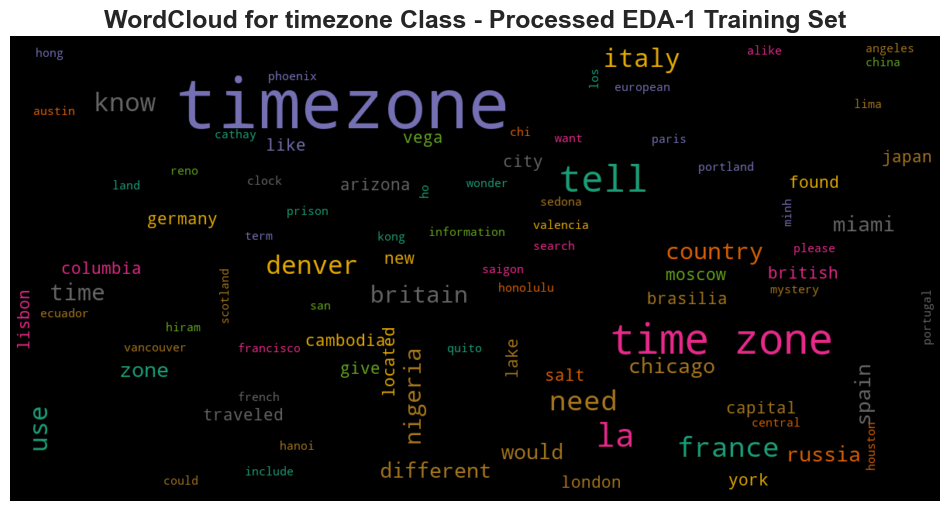 WordCloud for timezone Class - Processed EDA-1 Training Set
hong
italy
alike
angeles
china
phoenix
los
european
timezone
know
austin
lima
cathay
like
vega
chi
want
paris
city
portland
japan
reno
land
clock
arizona
ho
wonder
tell
found
sedona
prison
germany
minh
miami
valencia
term
kong
information
search
country
please
columbia
denver
new
saigon
moscow
british
time
scotland
britain
honolulu
mystery
brasilia
lisbon
ecuador
san
portugal
hiram
cambodia
time zone
vancouver
francisco
located
quito
lake
zone
give
nigeria
salt
chicago
french
spain
use
traveled
need
capital
central
hanoi
la
france
houston
would
russia
include
different
could
london
york